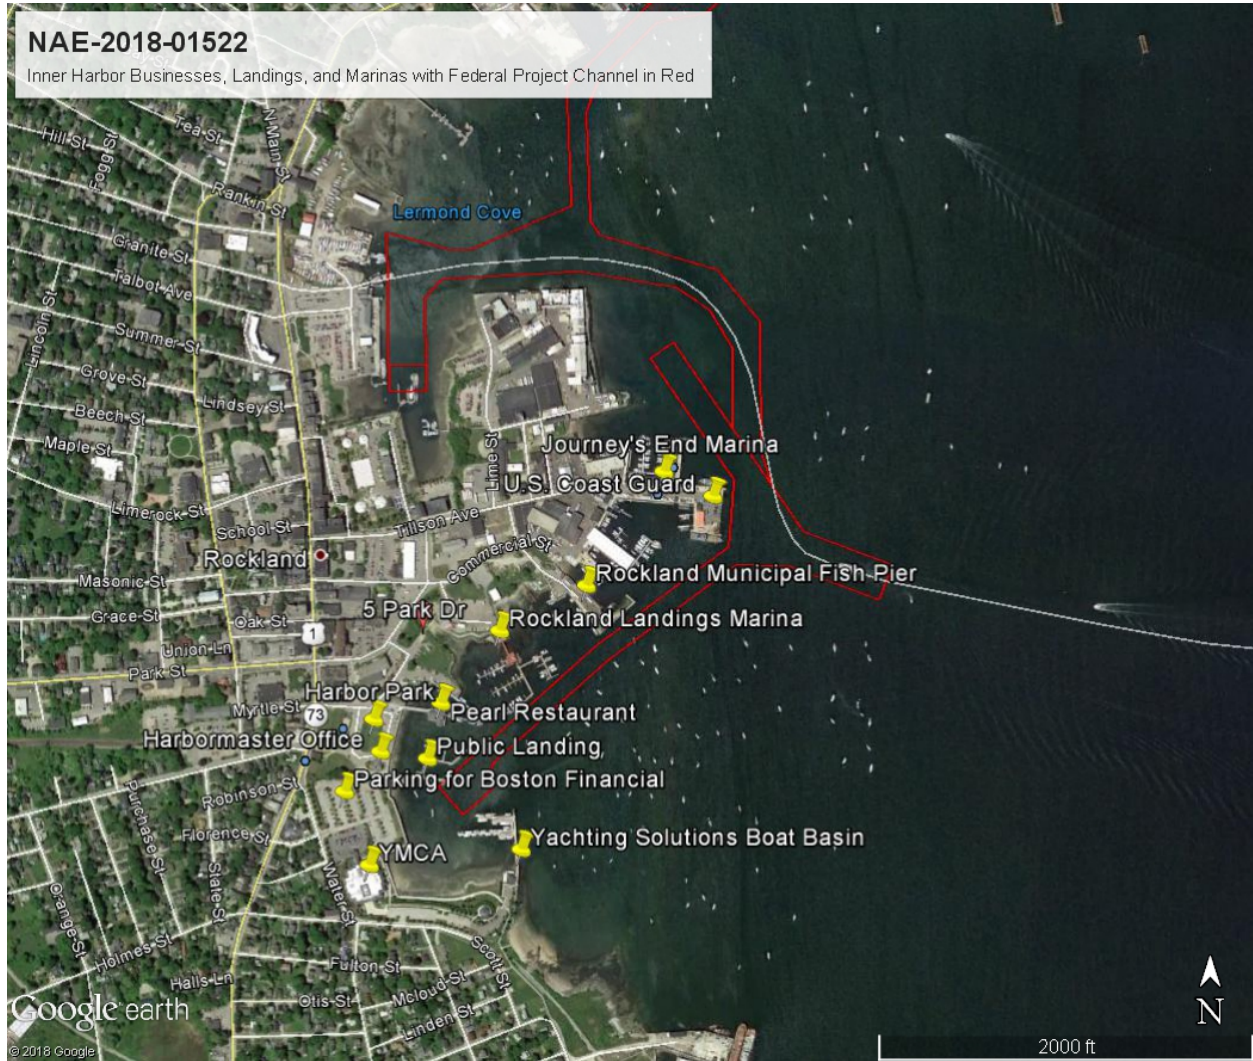 NAE-2018-01522
Inner Harbor Businesses, Landings, and Marinas with Federal Project Channel in Red
Tea St
N Main St
Hill St
Fogg St
Rankin St
Lermond Cove
Granite St
Talbot Ave
Lincoln St
Summer St
Grove St
Lindsey St
Beech St
Maple St
Journey's End Marina
Lime St
U.S. Coast Guard
Limerock St
School St
Tillson Ave
Rockland
Commercial St
Masonic St
Rockland Municipal Fish Pier
Grace St
5 Park Dr
Oak St
Rockland Landings Marina
1
Union Ln
Park St
Harbor Park
Myrtle St
73
Pearl Restaurant
Harbormaster Office
Public Landing
Parking for Boston Financial
Robinson St
Purchase St
Florence St
Yachting Solutions Boat Basin
YMCA
State St
Water St
Orange St
Holmes St
Scott St
Fulton St
Halls Ln
Mcloud St
Otis St
Linden St
N
Google earth
© 2018 Google
2000 ft